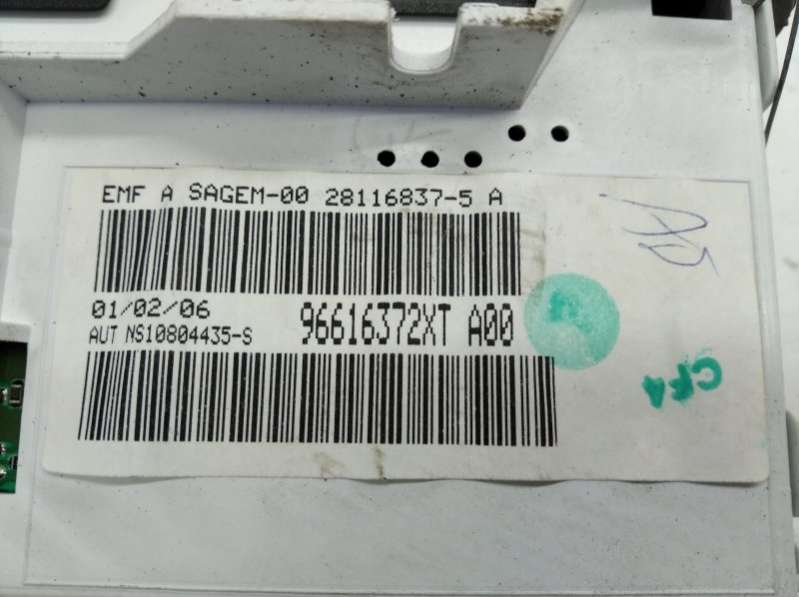 EMF A SAGEM-00 28116837-5 A
01/02/06
AUT NS10804435-S
96616372XT A00
CFA